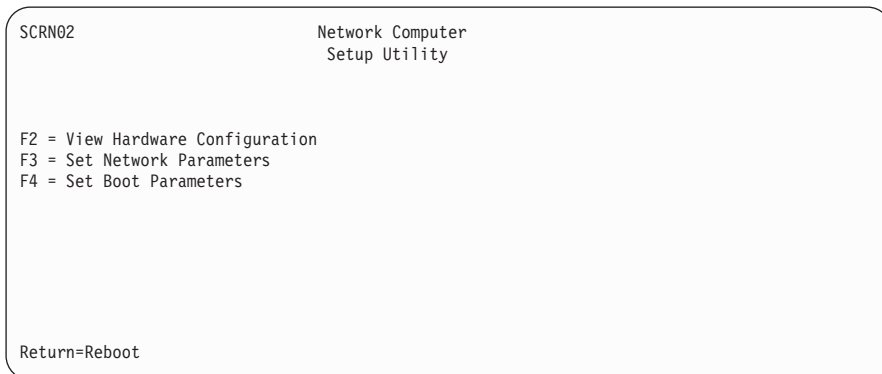 SCRN02 Network Computer
Setup Utility
F2 = View Hardware Configuration
F3 = Set Network Parameters
F4 = Set Boot Parameters
Return=Reboot